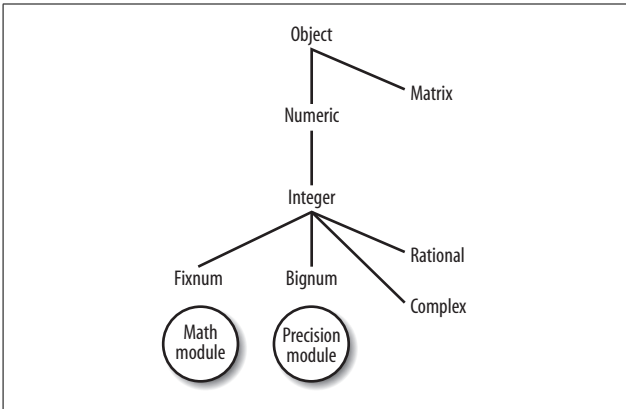 Object
Matrix
Numeric
Integer
Rational
Fixnum
Bignum
Complex
Math
module
Precision
module